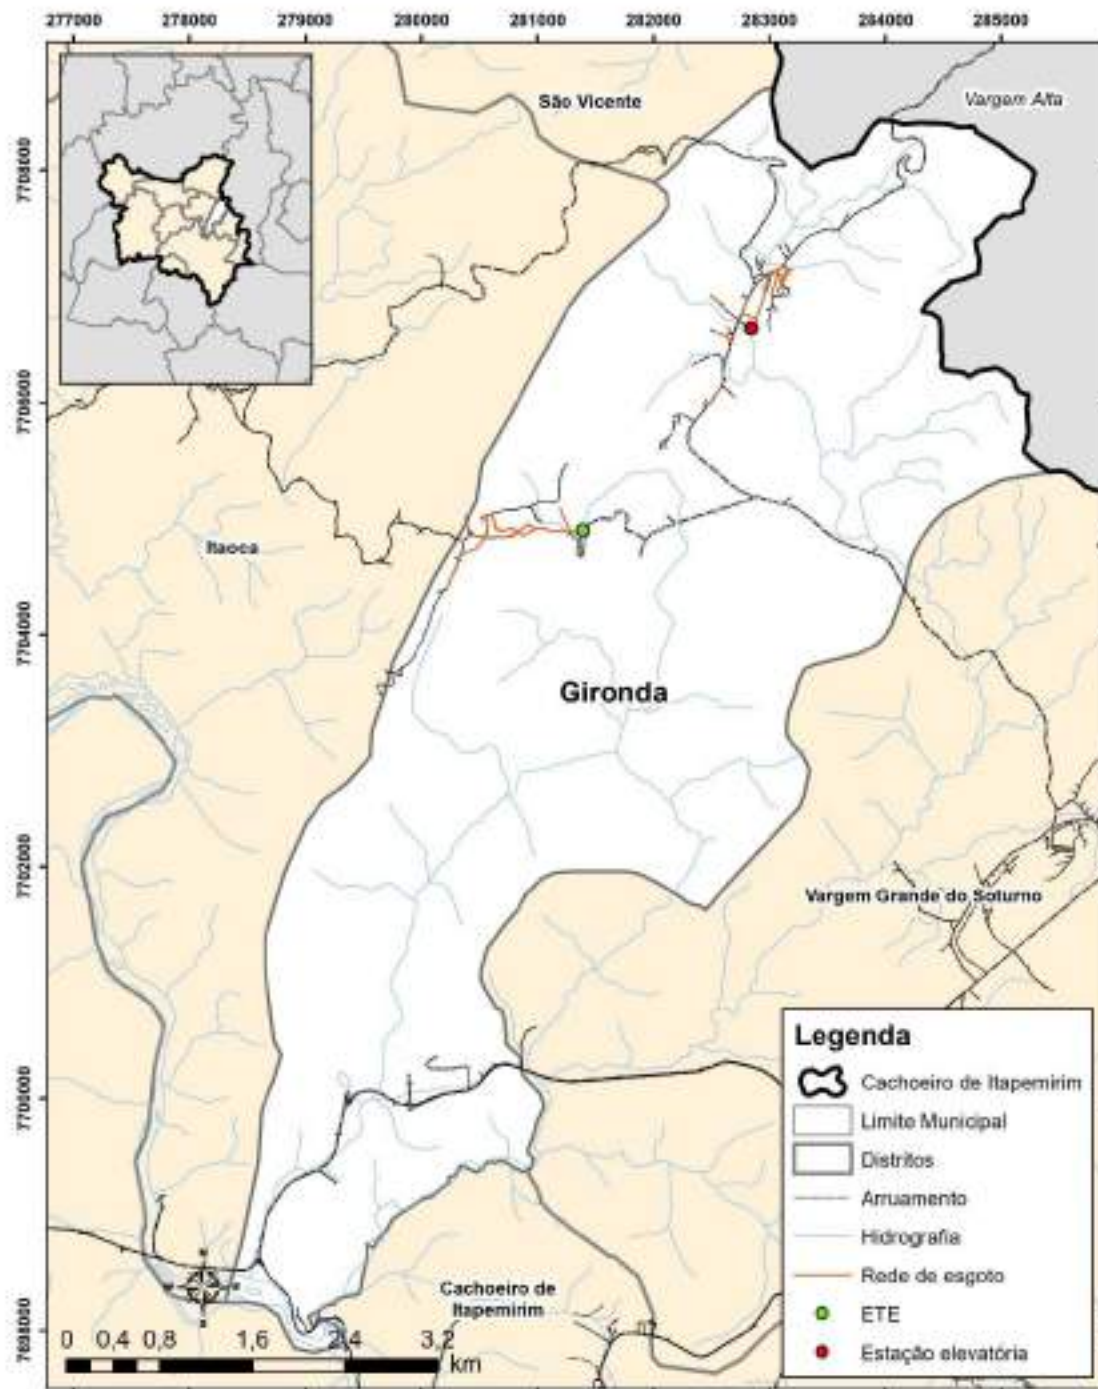 277000 278000 279000 280000 281000 282000 283000 284000 285000
São Vicente
Vargem Alta
7708000
7706000
Itaoca
7704000
Gironda
7702000
Vargem Grande do Soturno
7700000
7698000
Cachoeiro de
Itapemirim
0 0,4 0,8 1,6 2,4 3,2
km
Legenda
Cachoeiro de Itapemirim
Limite Municipal
Distritos
Arruamento
Hidrografia
Rede de esgoto
ETE
Estação elevatória